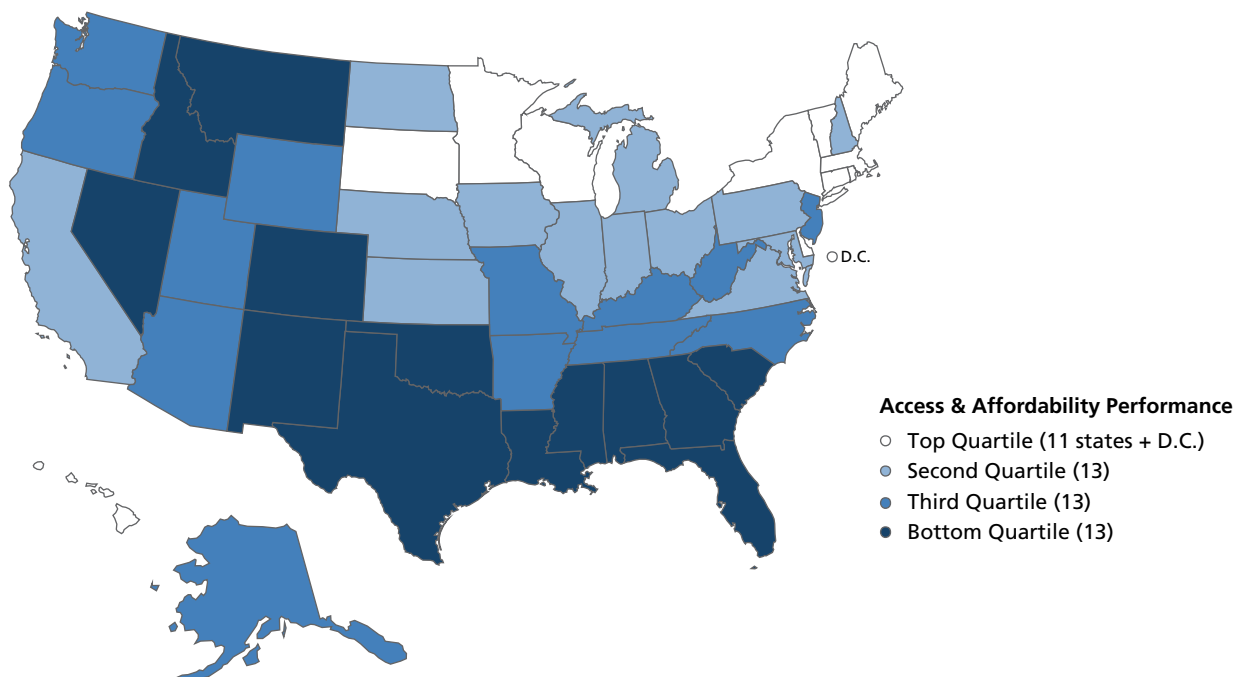 D.C.
Access & Affordability Performance
Top Quartile (11 states + D.C.)
Second Quartile (13)
Third Quartile (13)
Bottom Quartile (13)